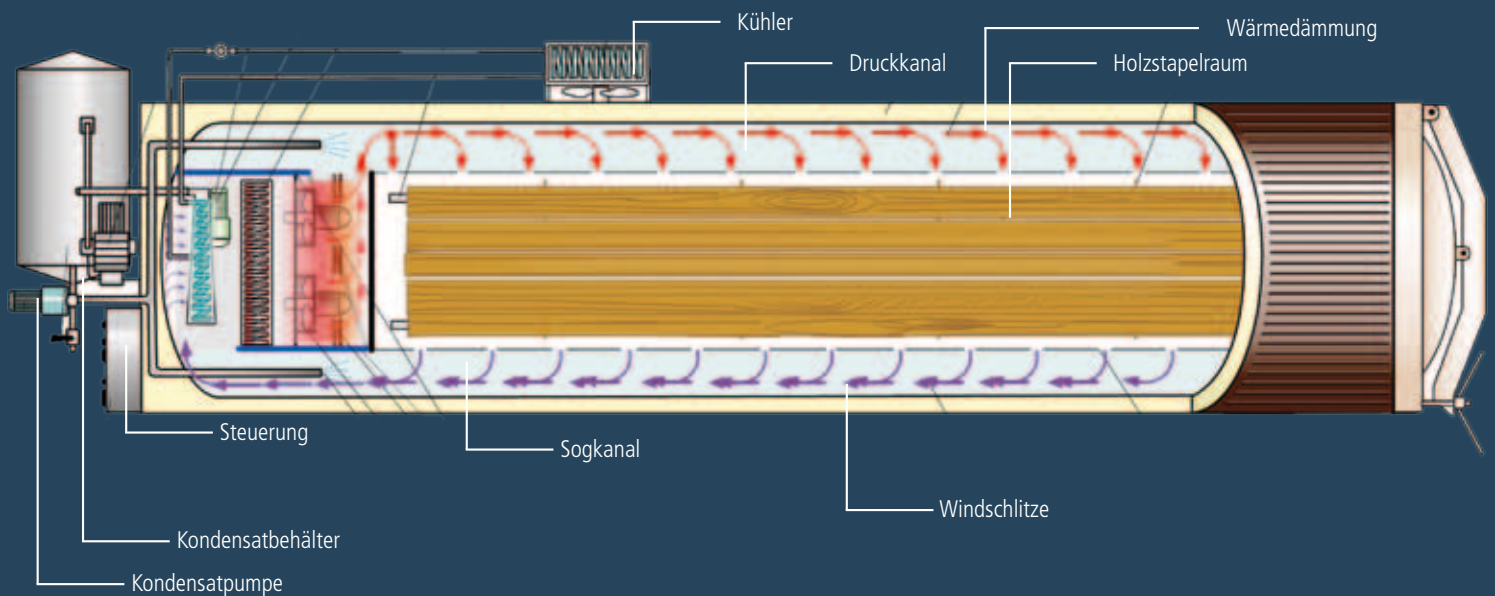 Kühler
Wärmedämmung
Druckkanal
Holzstapelraum
Steuerung
Sogkanal
Windschlitze
Kondensatbehälter
Kondensatpumpe